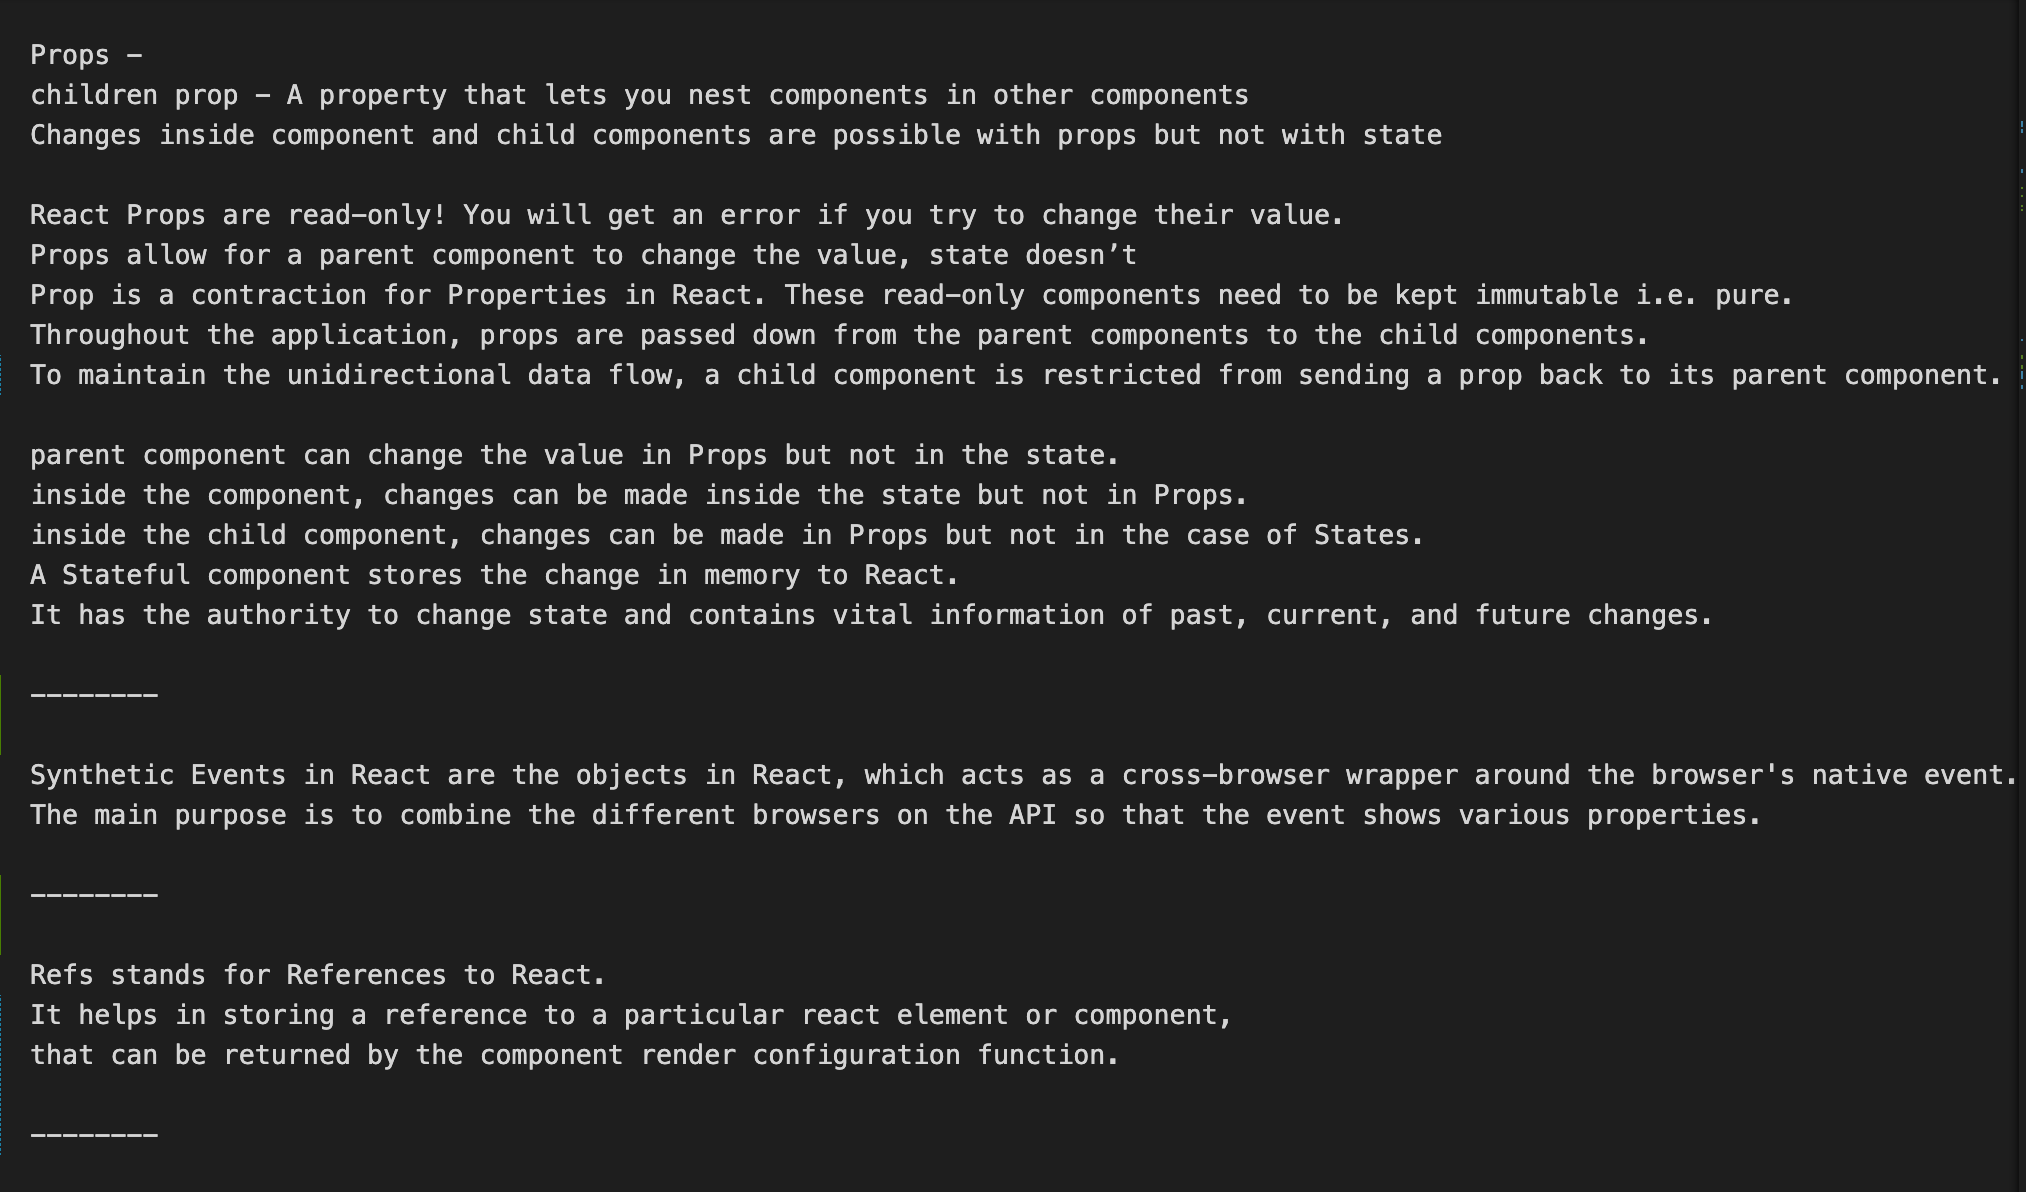 Props –
children prop – A property that lets you nest components in other components
Changes inside component and child components are possible with props but not with state
React Props are read–only! You will get an error if you try to change their value.
Props allow for a parent component to change the value, state doesn’t
Prop is a contraction for Properties in React. These read–only components need to be kept immutable i.e. pure.
Throughout the application, props are passed down from the parent components to the child components.
To maintain the unidirectional data flow, a child component is restricted from sending a prop back to its parent component.
parent component can change the value in Props but not in the state.
inside the component, changes can be made inside the state but not in Props.
inside the child component, changes can be made in Props but not in the case of States.
A Stateful component stores the change in memory to React.
It has the authority to change state and contains vital information of past, current, and future changes.
––––––––
Synthetic Events in React are the objects in React, which acts as a cross–browser wrapper around the browser's native event.
The main purpose is to combine the different browsers on the API so that the event shows various properties.
––––––––
Refs stands for References to React.
It helps in storing a reference to a particular react element or component,
that can be returned by the component render configuration function.
––––––––